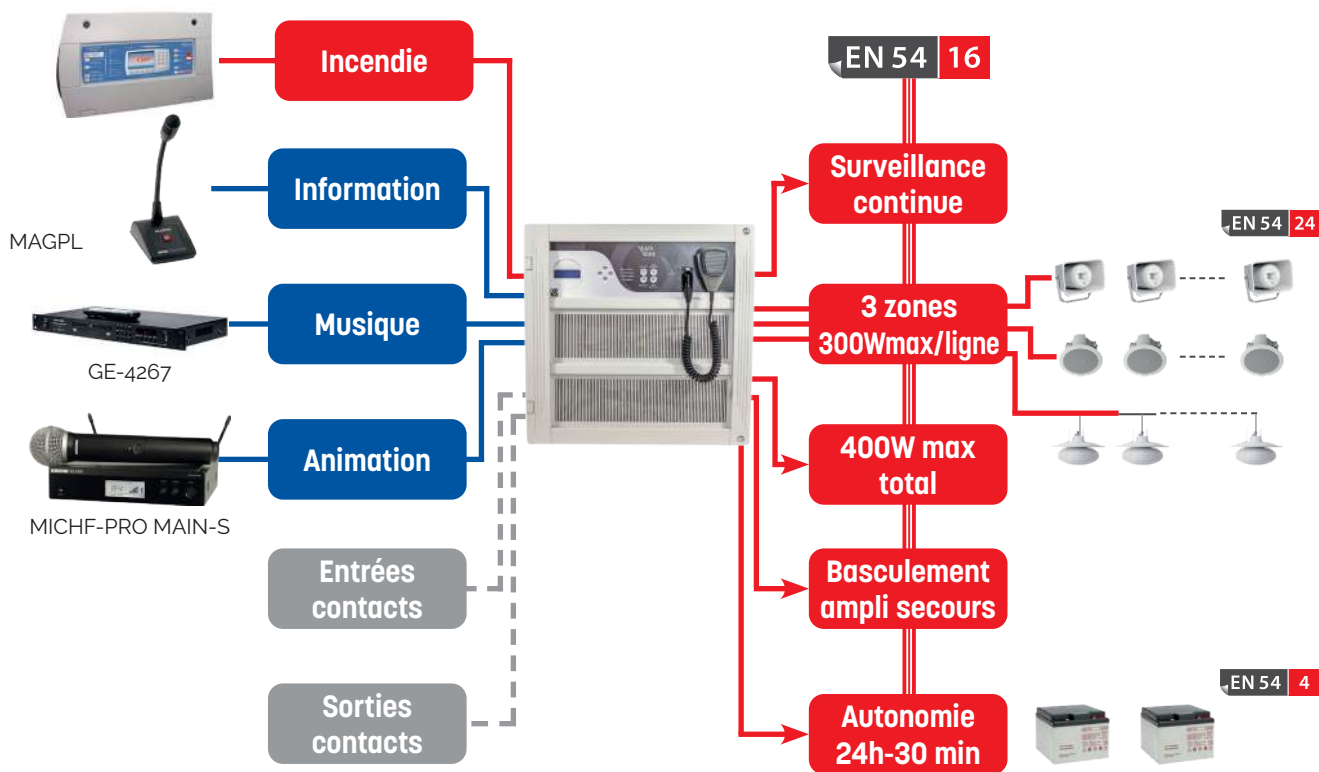 Incendie
EN 54 16
Information
Surveillance
continue
MAGPL
EN 54 24
Musique
3 zones
300Wmax/ligne
GE-4267
Animation
400W max
total
MICHF-PRO MAIN-S
Entrées
contacts
Basculement
ampli secours
EN 54 4
Sorties
contacts
Autonomie
24h-30 min